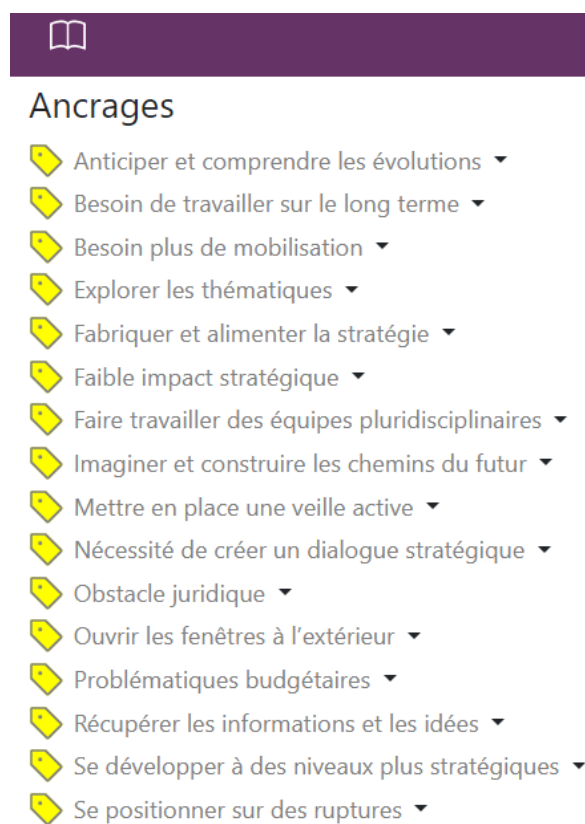 Ancrages
Anticiper et comprendre les évolutions
Besoin de travailler sur le long terme
Besoin plus de mobilisation
Explorer les thématiques
Fabriquer et alimenter la stratégie
Faible impact stratégique
Faire travailler des équipes pluridisciplinaires
Imaginer et construire les chemins du futur
Mettre en place une veille active
Nécessité de créer un dialogue stratégique
Obstacle juridique
Ouvrir les fenêtres à l’extérieur
Problématiques budgétaires
Récupérer les informations et les idées
Se développer à des niveaux plus stratégiques
Se positionner sur des ruptures